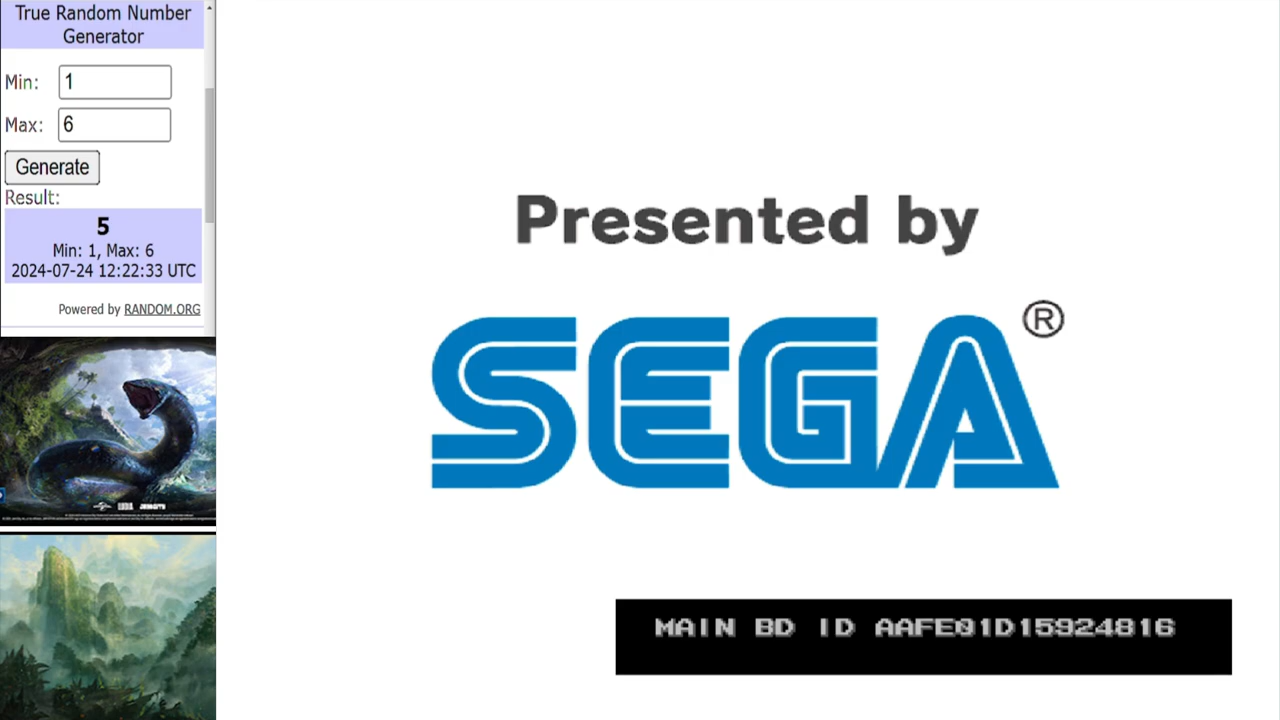 True Random Number
Generator
Min: 1
Max: 6
Generate
Result:
5
Min: 1, Max: 6
2024-07-24 12:22:33 UTC
Powered by RANDOM.ORG
Presented by
SEGA®
MAIN BD ID AAFE01D15924816